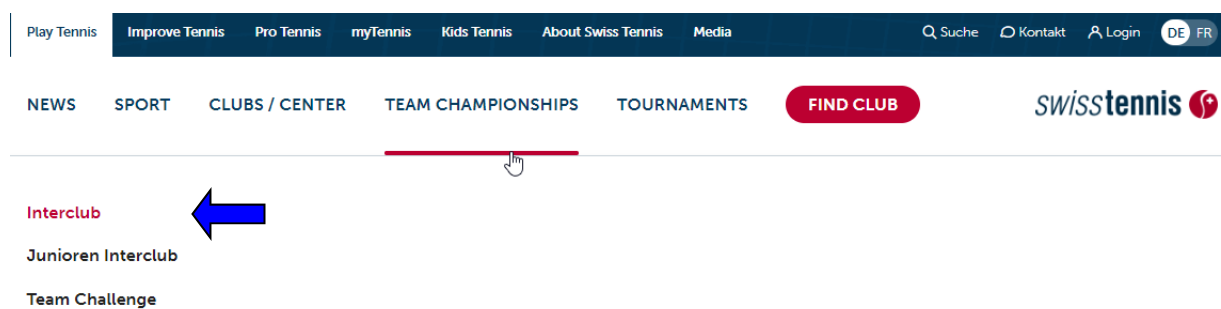 Play Tennis Improve Tennis Pro Tennis myTennis Kids Tennis About Swiss Tennis Media Suche Kontakt Login DE FR
NEWS SPORT CLUBS / CENTER TEAM CHAMPIONSHIPS TOURNAMENTS FIND CLUB swisstennis
Interclub
Junioren Interclub
Team Challenge